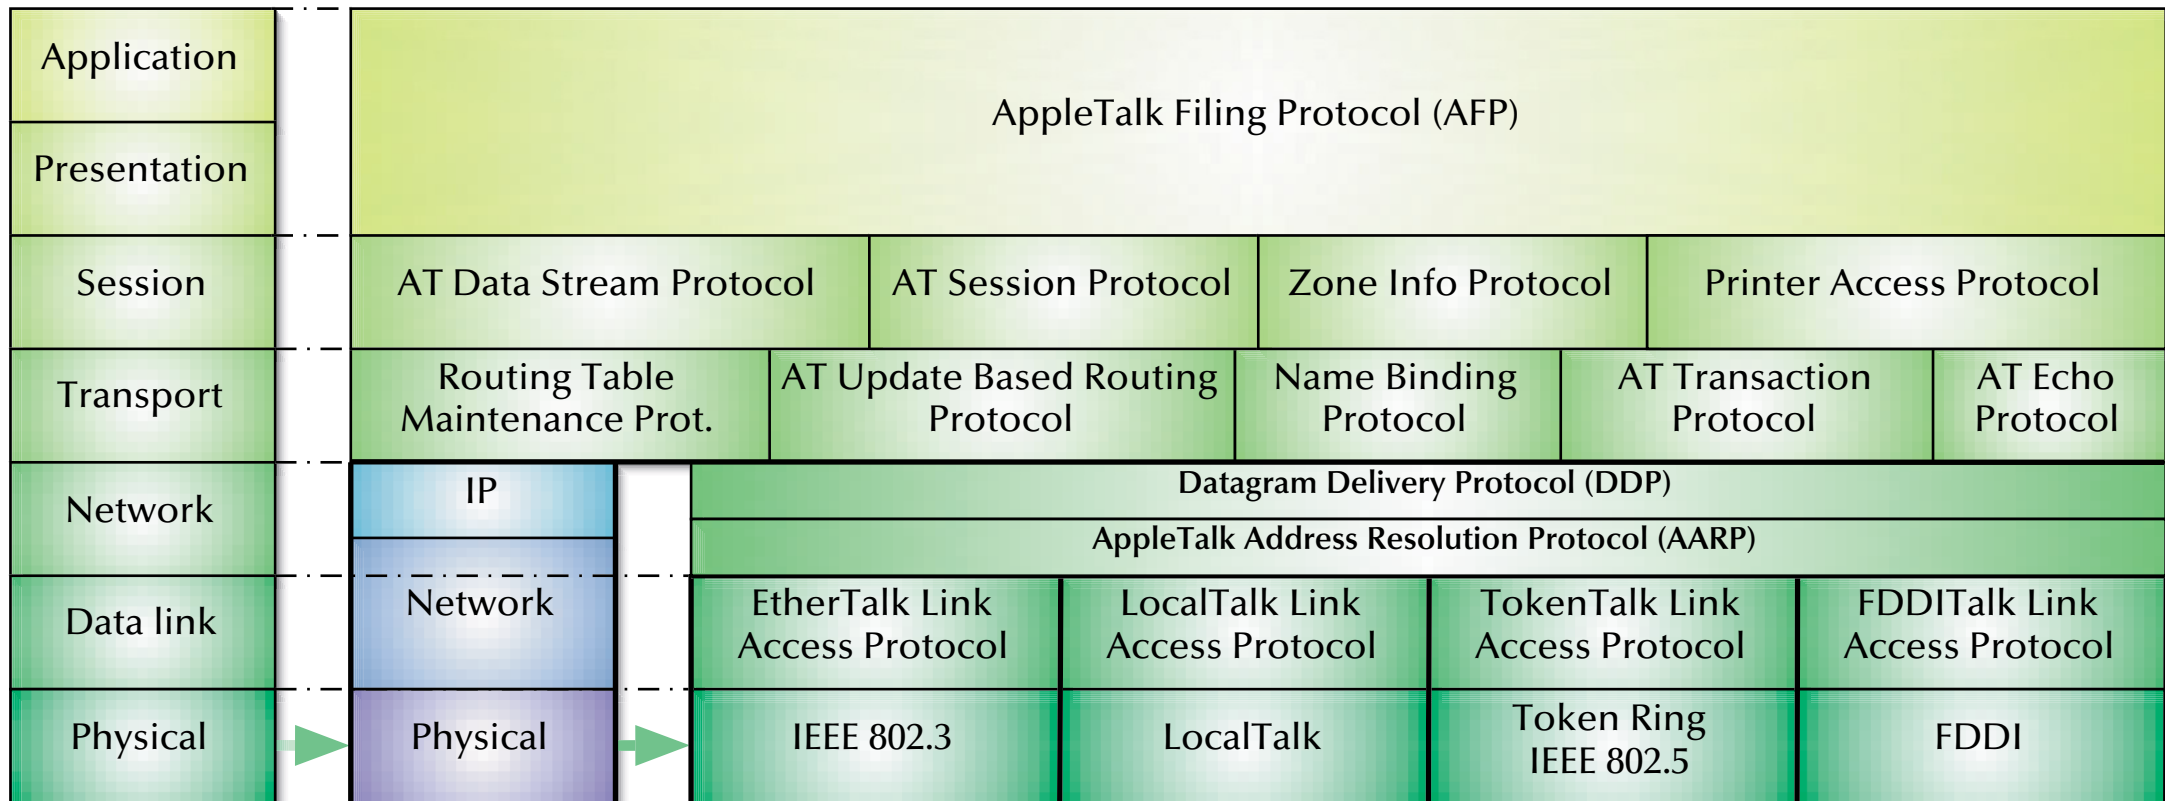 Application
Presentation
AppleTalk Filing Protocol (AFP)
Session
AT Data Stream Protocol
AT Session Protocol
Zone Info Protocol
Printer Access Protocol
Transport
Routing Table
Maintenance Prot.
AT Update Based Routing
Protocol
Name Binding
Protocol
AT Transaction
Protocol
AT Echo
Protocol
Network
IP
Datagram Delivery Protocol (DDP)
AppleTalk Address Resolution Protocol (AARP)
Data link
Network
EtherTalk Link
Access Protocol
LocalTalk Link
Access Protocol
TokenTalk Link
Access Protocol
FDDITalk Link
Access Protocol
Physical
Physical
IEEE 802.3
LocalTalk
Token Ring
IEEE 802.5
FDDI